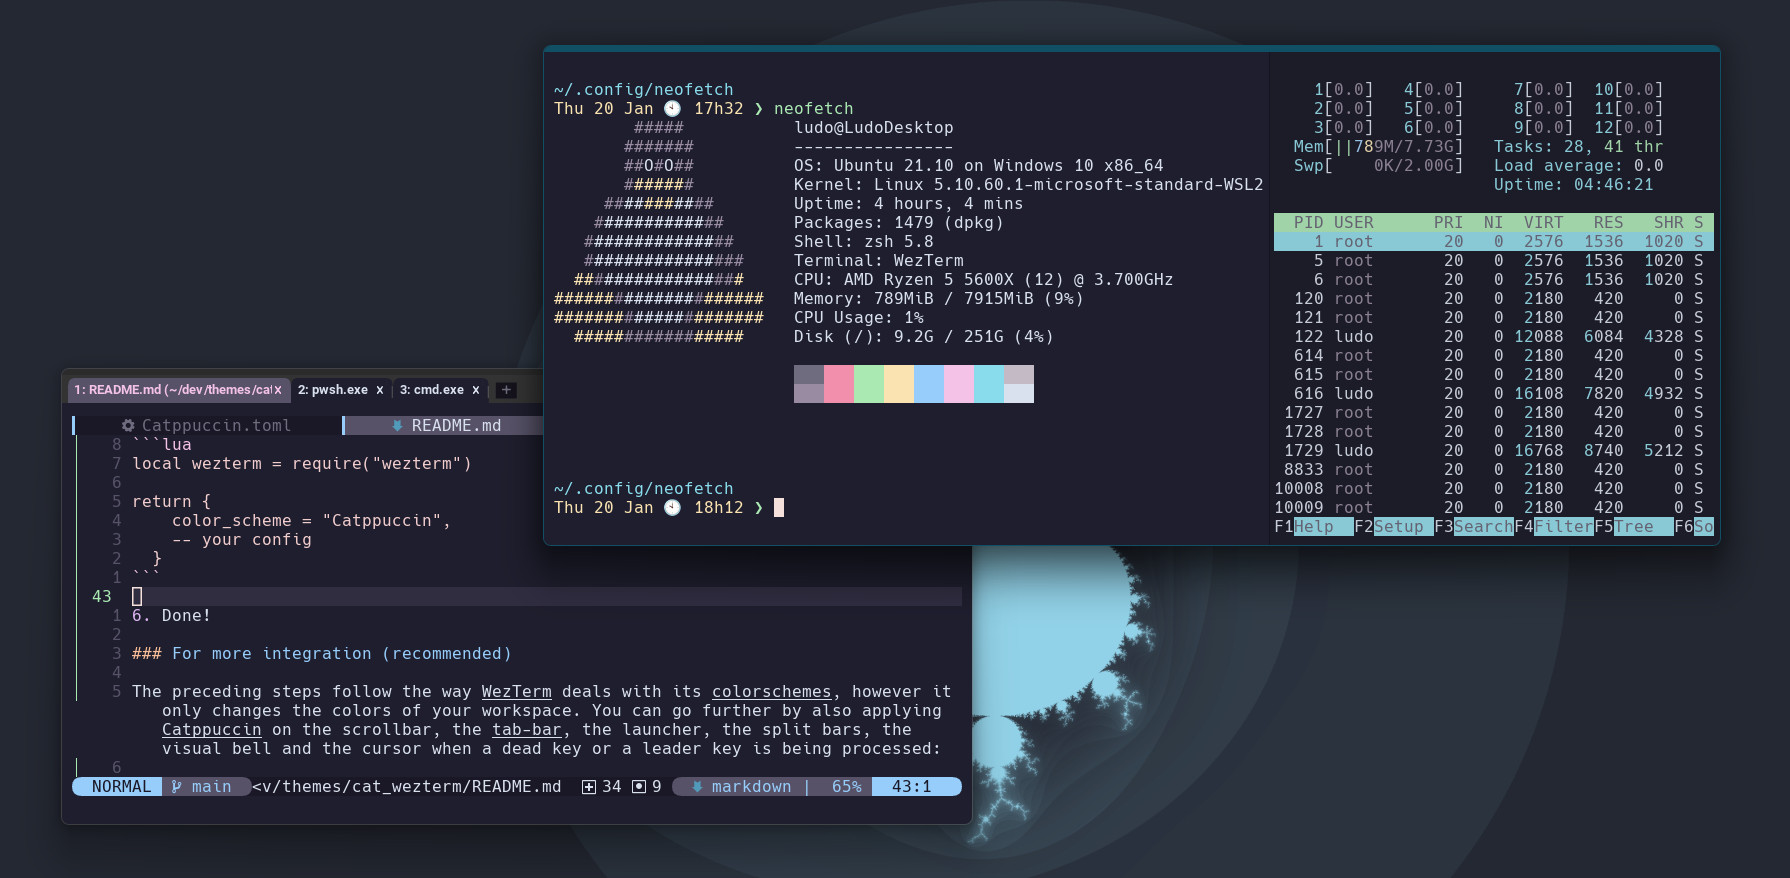 ~/.config/neofetch
Thu 20 Jan 17h32 ❯ neofetch
#####
#######
##O#O##
#######
###########
#############
###############
################
#################
#####################
#####################
#################
ludo@LudoDesktop
----------------
OS: Ubuntu 21.10 on Windows 10 x86_64
Kernel: Linux 5.10.60.1-microsoft-standard-WSL2
Uptime: 4 hours, 4 mins
Packages: 1479 (dpkg)
Shell: zsh 5.8
Terminal: WezTerm
CPU: AMD Ryzen 5 5600X (12) @ 3.700GHz
Memory: 789MiB / 7915MiB (9%)
CPU Usage: 1%
Disk (/): 9.2G / 251G (4%)
~/.config/neofetch
Thu 20 Jan 18h12 ❯
1[0.0] 4[0.0] 7[0.0] 10[0.0]
2[0.0] 5[0.0] 8[0.0] 11[0.0]
3[0.0] 6[0.0] 9[0.0] 12[0.0]
Mem[||789M/7.73G] Tasks: 28, 41 thr
Swp[ 0K/2.00G] Load average: 0.0
Uptime: 04:46:21
PID USER PRI NI VIRT RES SHR S
1 root 20 0 2576 1536 1020 S
5 root 20 0 2576 1536 1020 S
6 root 20 0 2576 1536 1020 S
120 root 20 0 2180 420 0 S
121 root 20 0 2180 420 0 S
122 ludo 20 0 12088 6084 4328 S
614 root 20 0 2180 420 0 S
615 root 20 0 2180 420 0 S
616 ludo 20 0 16108 7820 4932 S
1727 root 20 0 2180 420 0 S
1728 root 20 0 2180 420 0 S
1729 ludo 20 0 16768 8740 5212 S
8833 root 20 0 2180 420 0 S
10008 root 20 0 2180 420 0 S
10009 root 20 0 2180 420 0 S
F1Help F2Setup F3SearchF4FilterF5Tree F6So
1: README.md (~/dev/themes/cat x 2: pwsh.exe x 3: cmd.exe x +
Catppuccin.toml README.md
8 ```lua
7 local wezterm = require("wezterm")
6
5 return {
4 color_scheme = "Catppuccin",
3 -- your config
2 }
1 ```
43
1 6. Done!
2
3 ### For more integration (recommended)
4
5 The preceding steps follow the way WezTerm deals with its colorschemes, however it
only changes the colors of your workspace. You can go further by also applying
Catppuccin on the scrollbar, the tab-bar, the launcher, the split bars, the
visual bell and the cursor when a dead key or a leader key is being processed:
6
NORMAL main <v/themes/cat_wezterm/README.md 34 9 markdown | 65% 43:1